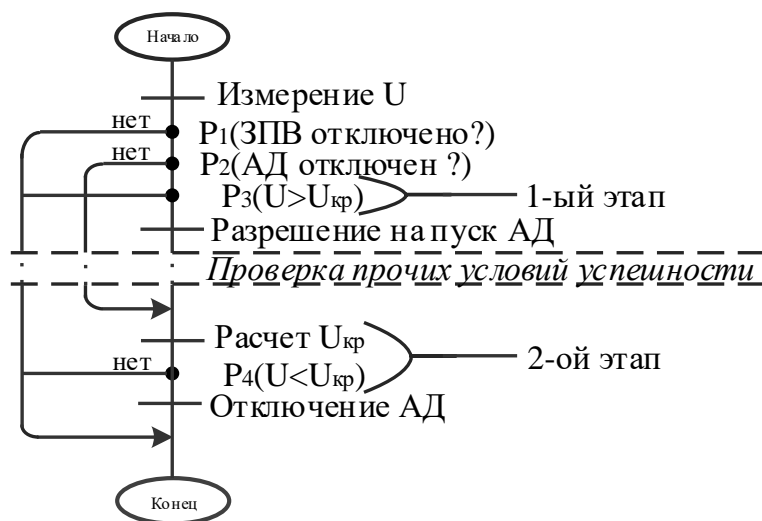 Начало
Измерение U
нет
P1(ЗПВ отключено?)
нет
P2(АД отключен ?)
P3(U>Uкр)
1-ый этап
Разрешение на пуск АД
Проверка прочих условий успешности
Расчет Uкр
2-ой этап
нет
P4(U<Uкр)
Отключение АД
Конец